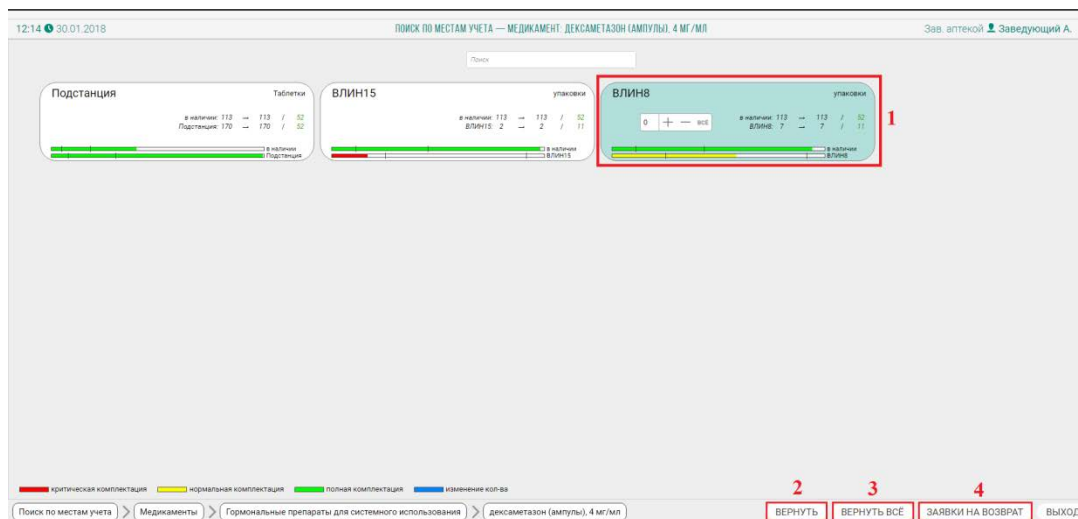 12:14 30.01.2018 ПОИСК ПО МЕСТАМ УЧЕТА — МЕДИКАМЕНТ: ДЕКСАМЕТАЗОН (АМПУЛЫ), 4 МГ/МЛ Зав. аптекой Заведующий А.
Поиск
Подстанция Таблетки
в наличии: 113 → 113 / 52
Подстанция: 170 → 170 / 52
в наличии
Подстанция
ВЛИН15 упаковки
в наличии: 113 → 113 / 52
ВЛИН15: 2 → 2 / 11
в наличии
ВЛИН15
ВЛИН8 упаковки
0 + — всё
в наличии: 113 → 113 / 52
ВЛИН8: 7 → 7 / 11
в наличии
ВЛИН8
1
критическая комплектация нормальная комплектация полная комплектация изменение кол-ва
2 3 4
Поиск по местам учета Медикаменты Гормональные препараты для системного использования дексаметазон (ампулы), 4 мг/мл ВЕРНУТЬ ВЕРНУТЬ ВСЁ ЗАЯВКИ НА ВОЗВРАТ ВЫХОД